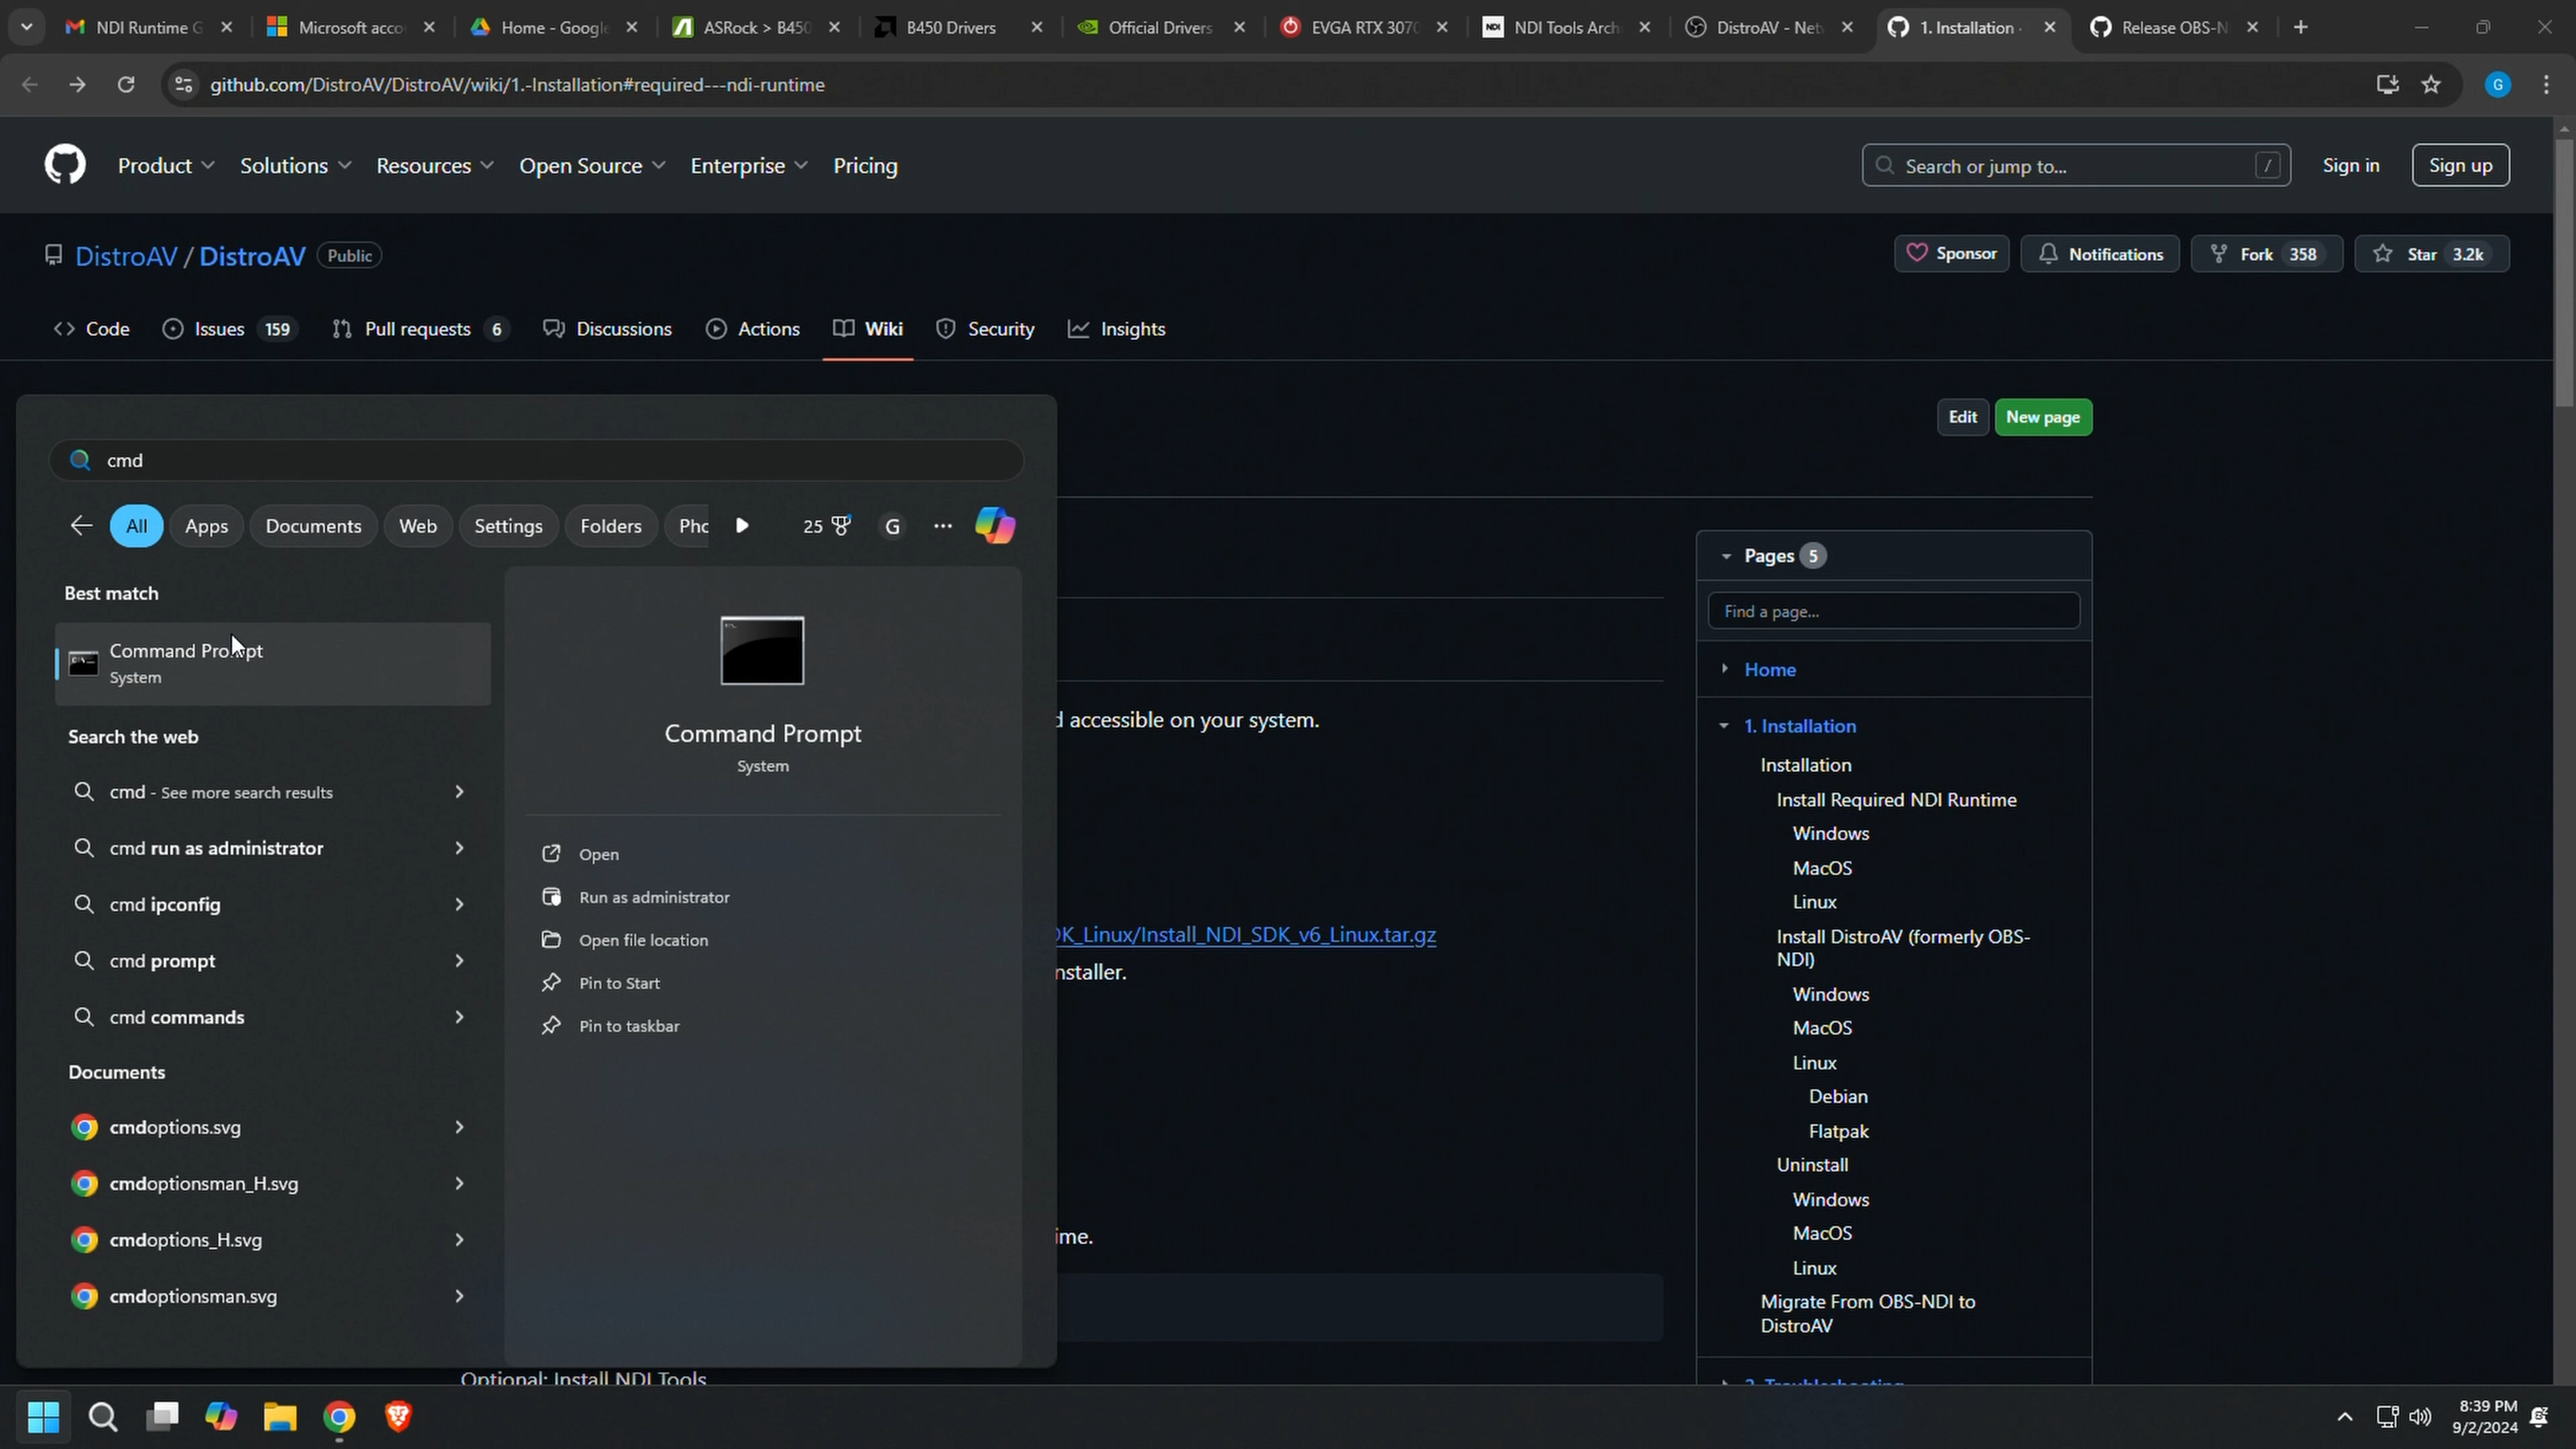 NDI Runtime G
Microsoft acco
Home - Google
ASRock > B450
B450 Drivers
Official Drivers
EVGA RTX 3070
NDI Tools Arch
DistroAV - Net
1. Installation ·
Release OBS-N
github.com/DistroAV/DistroAV/wiki/1.-Installation#required---ndi-runtime
G
Product
Solutions
Resources
Open Source
Enterprise
Pricing
Search or jump to...
/
Sign in
Sign up
DistroAV / DistroAV
Public
Sponsor
Notifications
Fork 358
Star 3.2k
Code
Issues 159
Pull requests 6
Discussions
Actions
Wiki
Security
Insights
Edit
New page
cmd
All
Apps
Documents
Web
Settings
Folders
Pho
25
G
Best match
Command Prompt
System
Search the web
cmd - See more search results
cmd run as administrator
cmd ipconfig
cmd prompt
cmd commands
Documents
cmdoptions.svg
cmdoptionsman_H.svg
cmdoptions_H.svg
cmdoptionsman.svg
Command Prompt
System
Open
Run as administrator
Open file location
Pin to Start
Pin to taskbar
d accessible on your system.
DK_Linux/Install_NDI_SDK_v6_Linux.tar.gz
nstaller.
ime.
Optional: Install NDI Tools
Pages 5
Find a page...
Home
1. Installation
Installation
Install Required NDI Runtime
Windows
MacOS
Linux
Install DistroAV (formerly OBS-
NDI)
Windows
MacOS
Linux
Debian
Flatpak
Uninstall
Windows
MacOS
Linux
Migrate From OBS-NDI to
DistroAV
2. Troubleshooting
8:39 PM
9/2/2024